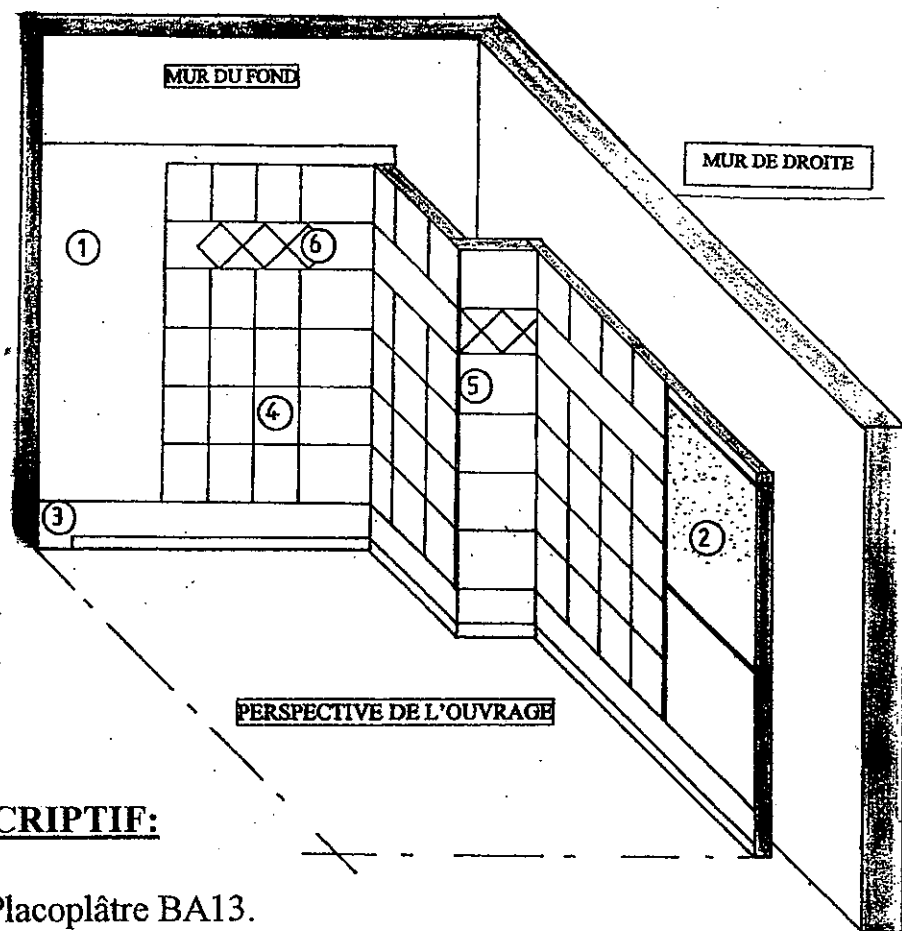 MUR DU FOND
MUR DE DROITE
1
6
5
4
2
3
PERSPECTIVE DE L'OUVRAGE
CRIPTIF:
Placoplâtre BA13.